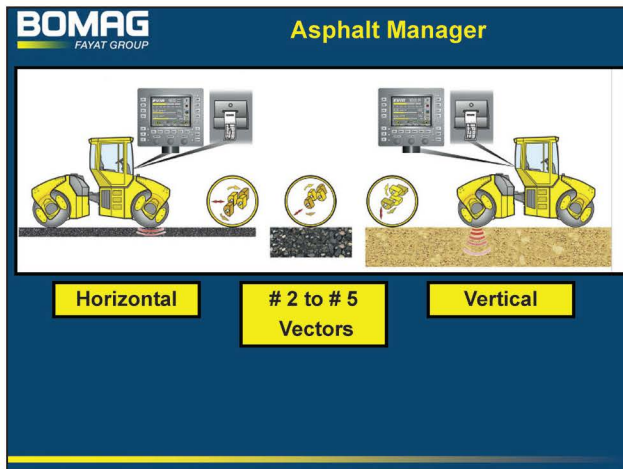 BOMAG
FAYAT GROUP
Asphalt Manager
Horizontal
# 2 to # 5
Vectors
Vertical